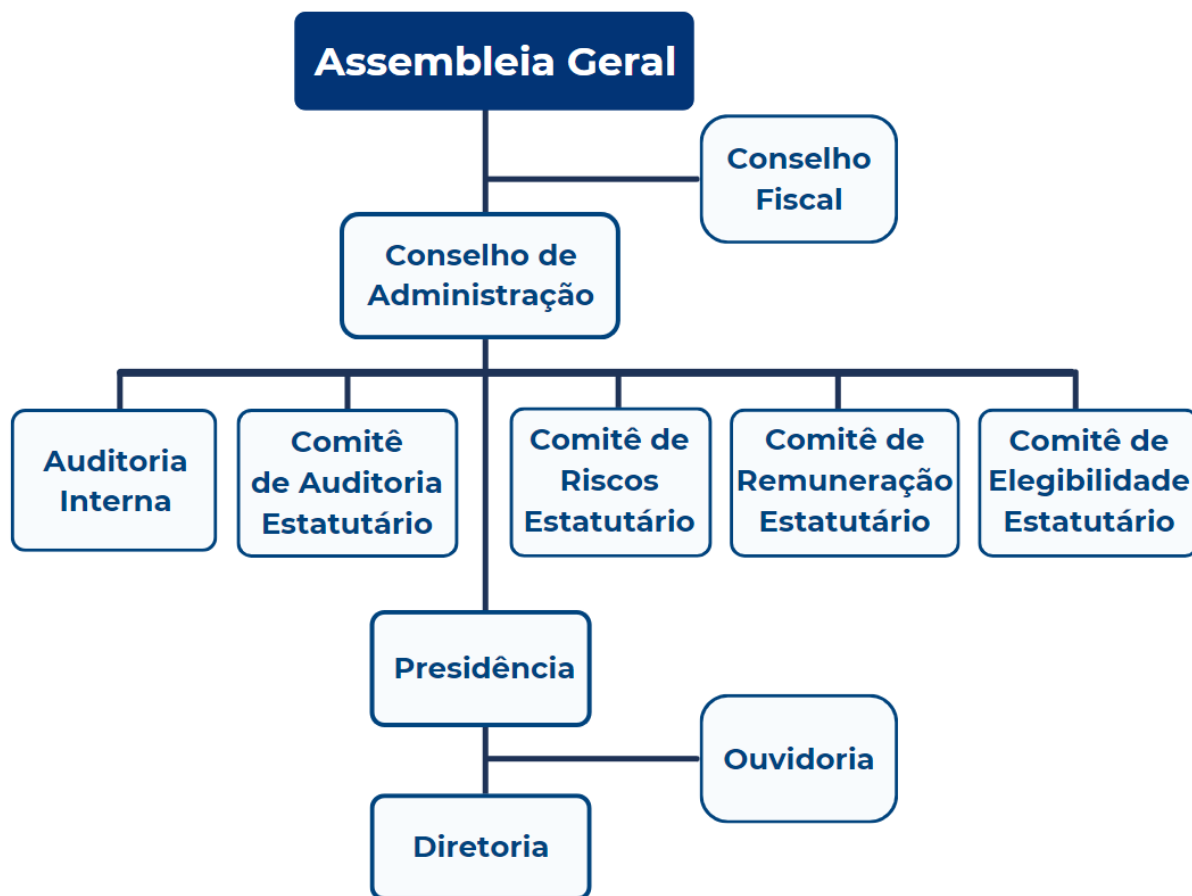 Assembleia Geral
Conselho
Fiscal
Conselho de
Administração
Auditoria
Interna
Comitê
de Auditoria
Estatutário
Comitê de
Riscos
Estatutário
Comitê de
Remuneração
Estatutário
Comitê de
Elegibilidade
Estatutário
Presidência
Ouvidoria
Diretoria